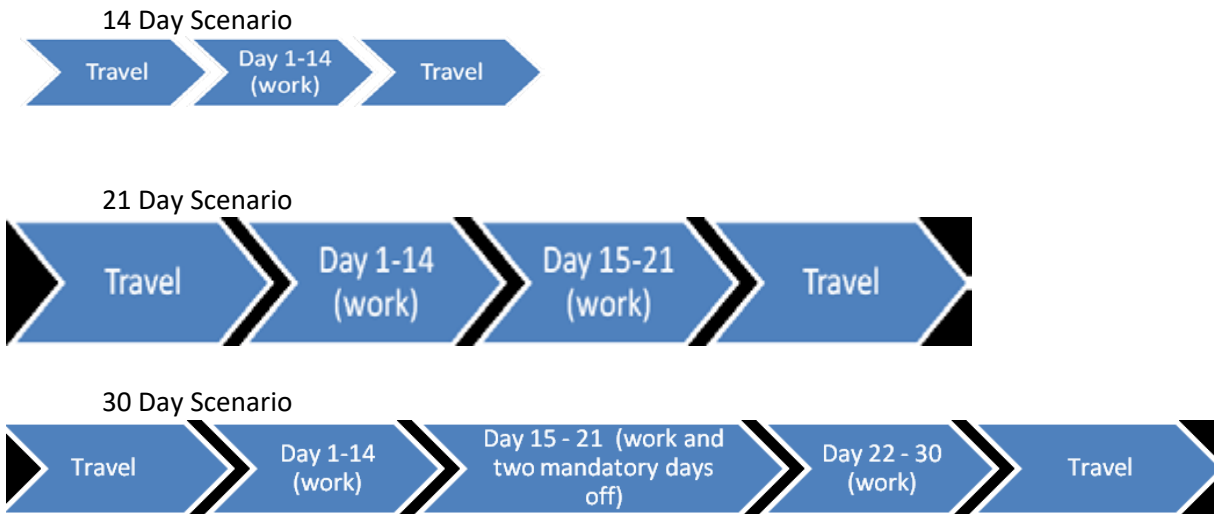 14 Day Scenario
Travel
Day 1-14
(work)
Travel
21 Day Scenario
Travel
Day 1-14
(work)
Day 15-21
(work)
Travel
30 Day Scenario
Travel
Day 1-14
(work)
Day 15 - 21  (work and
two mandatory days
off)
Day 22 - 30
(work)
Travel